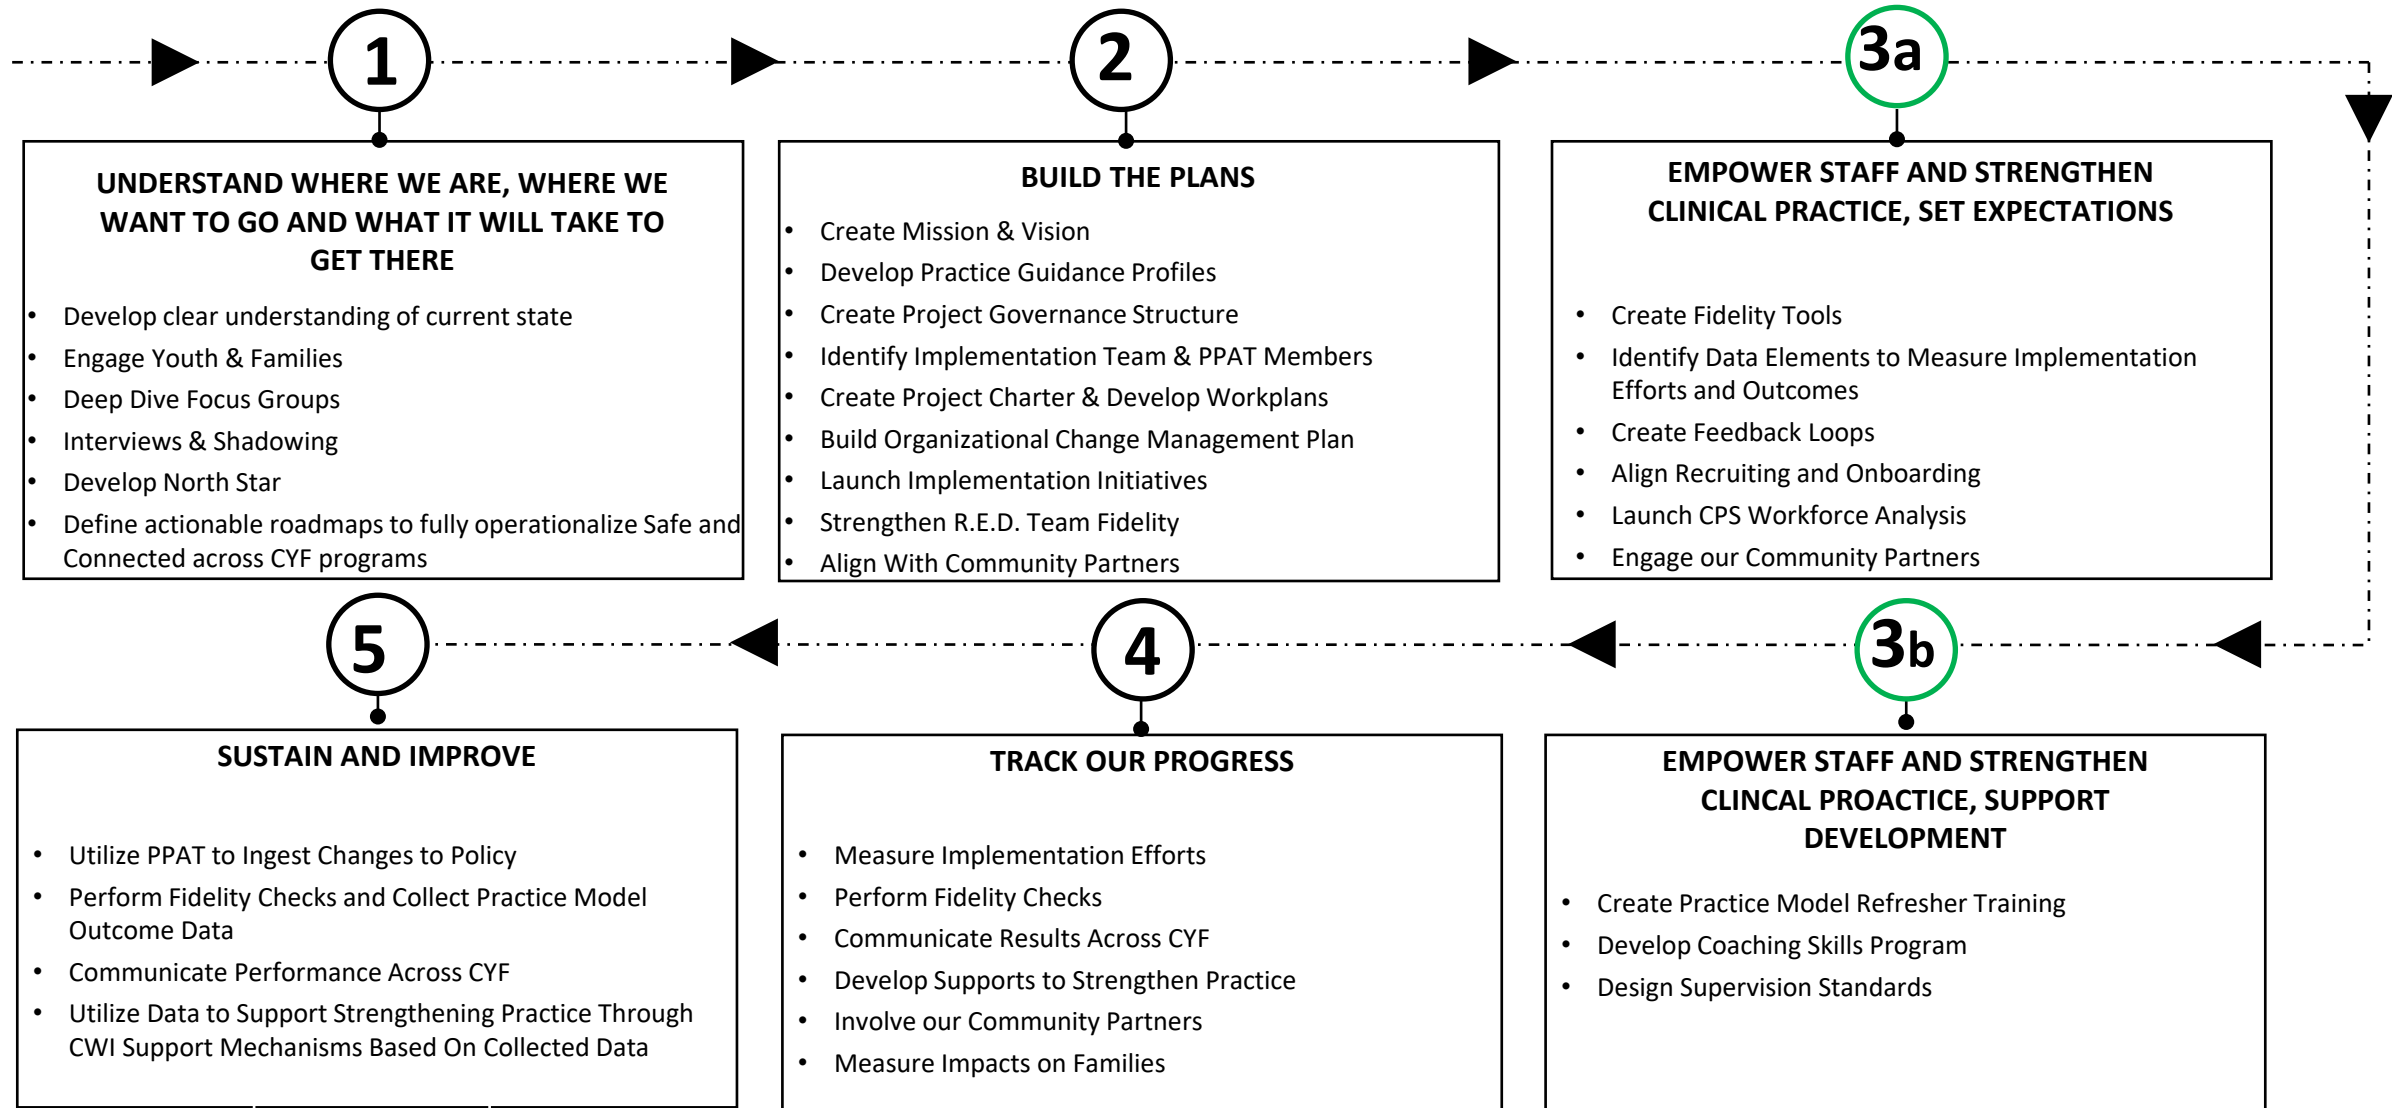 1
UNDERSTAND WHERE WE ARE, WHERE WE
WANT TO GO AND WHAT IT WILL TAKE TO
GET THERE
• Develop clear understanding of current state
• Engage Youth & Families
• Deep Dive Focus Groups
• Interviews & Shadowing
• Develop North Star
• Define actionable roadmaps to fully operationalize Safe and
Connected across CYF programs
2
BUILD THE PLANS
• Create Mission & Vision
• Develop Practice Guidance Profiles
• Create Project Governance Structure
• Identify Implementation Team & PPAT Members
• Create Project Charter & Develop Workplans
• Build Organizational Change Management Plan
• Launch Implementation Initiatives
• Strengthen R.E.D. Team Fidelity
• Align With Community Partners
3a
EMPOWER STAFF AND STRENGTHEN
CLINICAL PRACTICE, SET EXPECTATIONS
• Create Fidelity Tools
• Identify Data Elements to Measure Implementation
Efforts and Outcomes
• Create Feedback Loops
• Align Recruiting and Onboarding
• Launch CPS Workforce Analysis
• Engage our Community Partners
3b
EMPOWER STAFF AND STRENGTHEN
CLINCAL PROACTICE, SUPPORT
DEVELOPMENT
• Create Practice Model Refresher Training
• Develop Coaching Skills Program
• Design Supervision Standards
4
TRACK OUR PROGRESS
• Measure Implementation Efforts
• Perform Fidelity Checks
• Communicate Results Across CYF
• Develop Supports to Strengthen Practice
• Involve our Community Partners
• Measure Impacts on Families
5
SUSTAIN AND IMPROVE
• Utilize PPAT to Ingest Changes to Policy
• Perform Fidelity Checks and Collect Practice Model
Outcome Data
• Communicate Performance Across CYF
• Utilize Data to Support Strengthening Practice Through
CWI Support Mechanisms Based On Collected Data